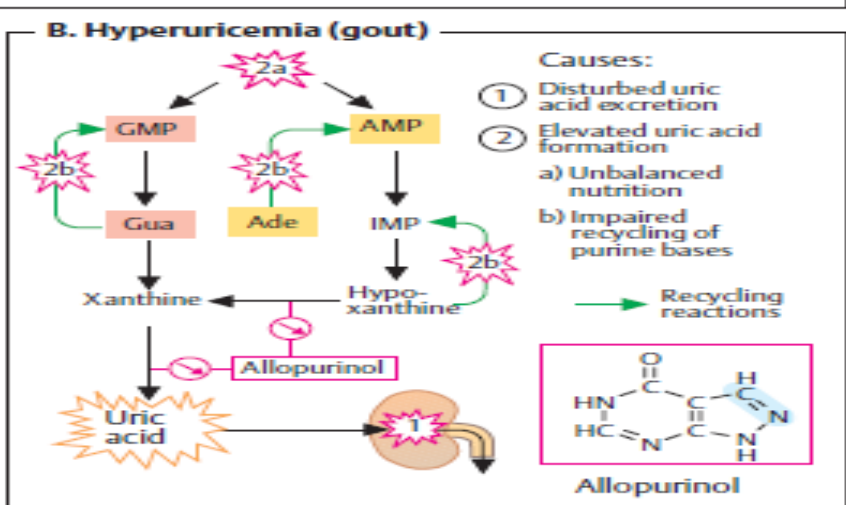 B. Hyperuricemia (gout)
2a
GMP
AMP
2b
2b
Gua
Ade
IMP
2b
Xanthine
Hypo-
xanthine
Allopurinol
Uric
acid
1
Causes:
1 Disturbed uric
acid excretion
2 Elevated uric acid
formation
a) Unbalanced
nutrition
b) Impaired
recycling of
purine bases
Recycling
reactions
O
C
H
HN
C
C
N
HC
N
C
N
H
Allopurinol